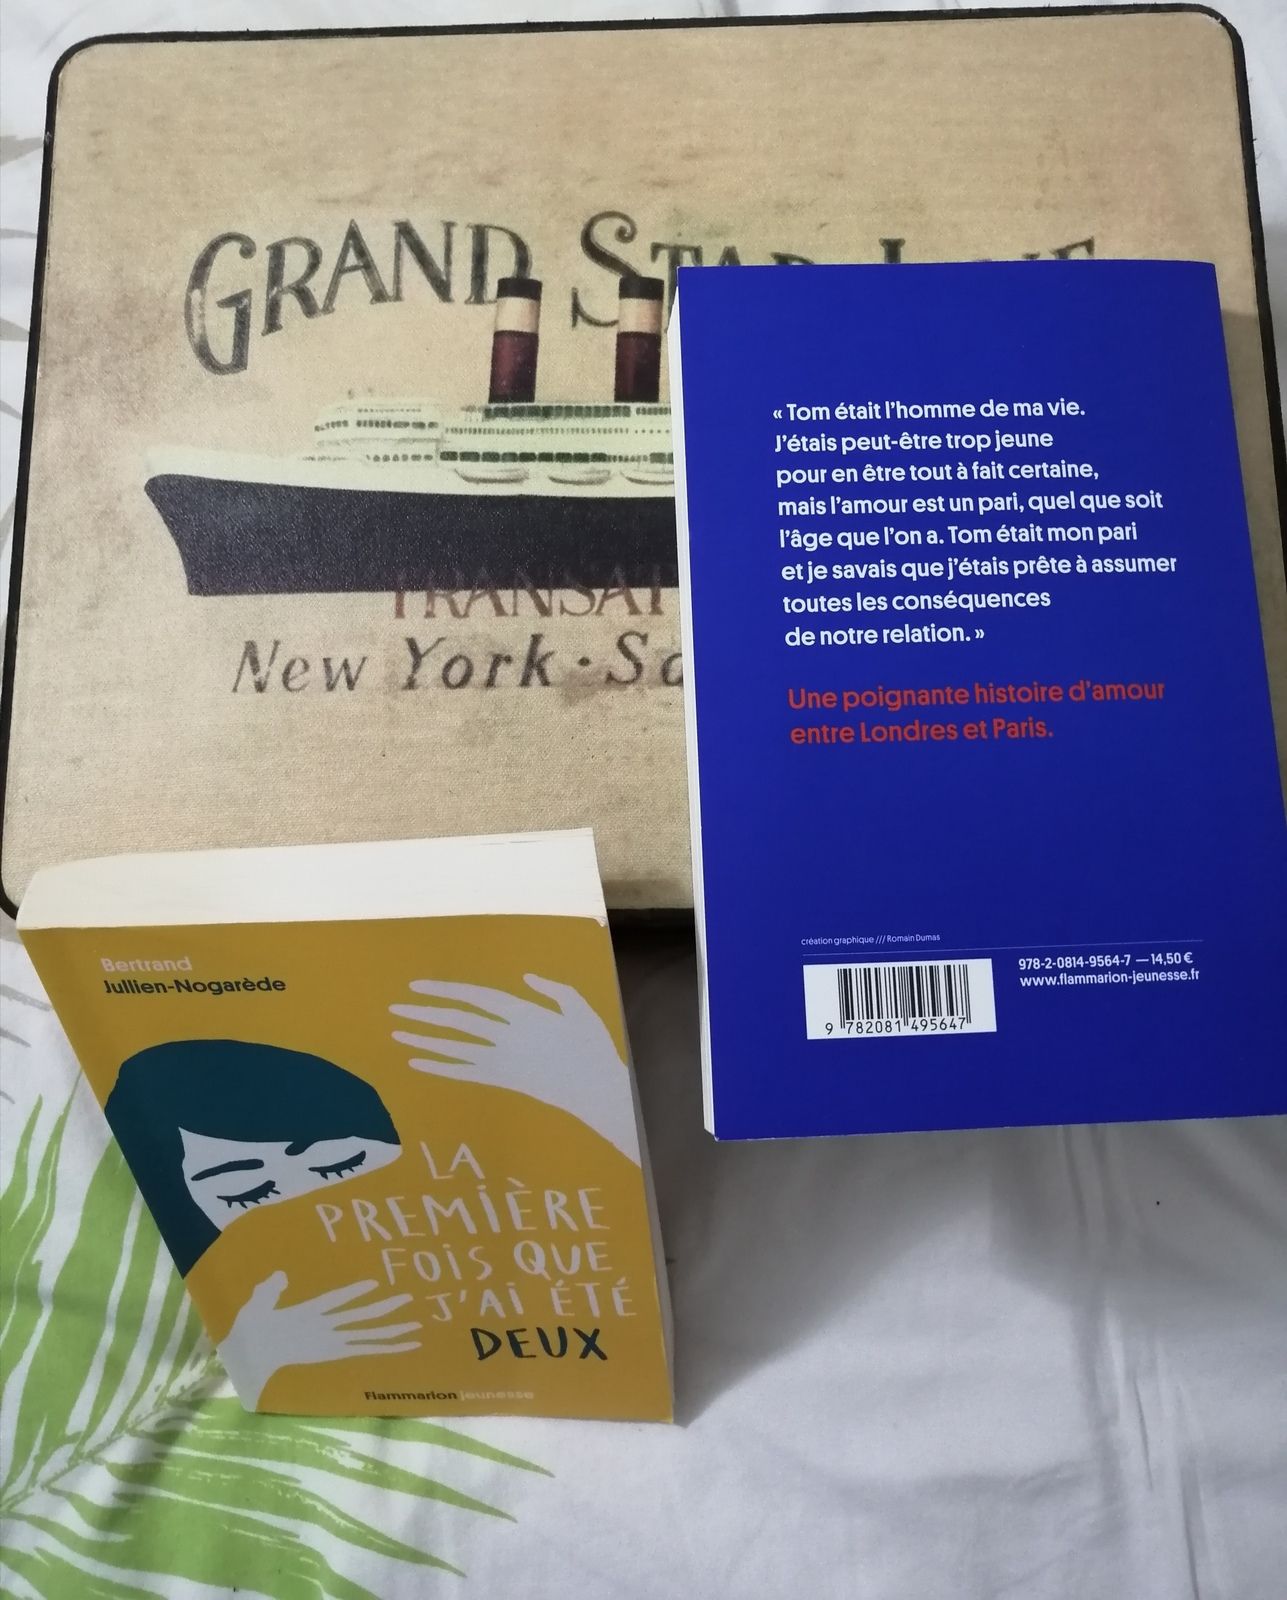 GRAND STAR LINE
TRANSAT
New York · So
« Tom était l'homme de ma vie.
J'étais peut-être trop jeune
pour en être tout à fait certaine,
mais l'amour est un pari, quel que soit
l'âge que l'on a. Tom était mon pari
et je savais que j'étais prête à assumer
toutes les conséquences
de notre relation. »
Une poignante histoire d'amour
entre Londres et Paris.
création graphique /// Romain Dumas
978-2-0814-9564-7 — 14,50 €
www.flammarion-jeunesse.fr
9 782081 495647
Bertrand
Jullien-Nogarède
LA
PREMIÈRE
FOIS QUE
J'AI ÉTÉ
DEUX
Flammarion jeunesse